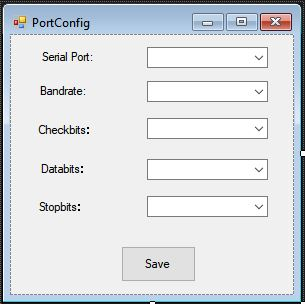 PortConfig
Serial Port:
Bandrate:
Checkbits:
Databits:
Stopbits:
Save